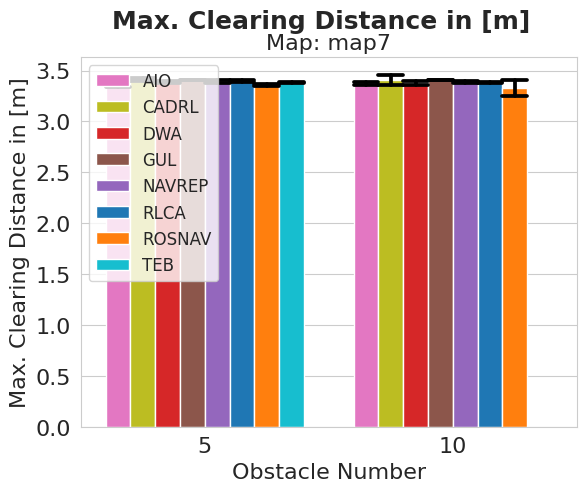 Max. Clearing Distance in [m]
Map: map7
Max. Clearing Distance in [m]
3.5
3.0
2.5
2.0
1.5
1.0
0.5
0.0
AIO
CADRL
DWA
GUL
NAVREP
RLCA
ROSNAV
TEB
5
10
Obstacle Number